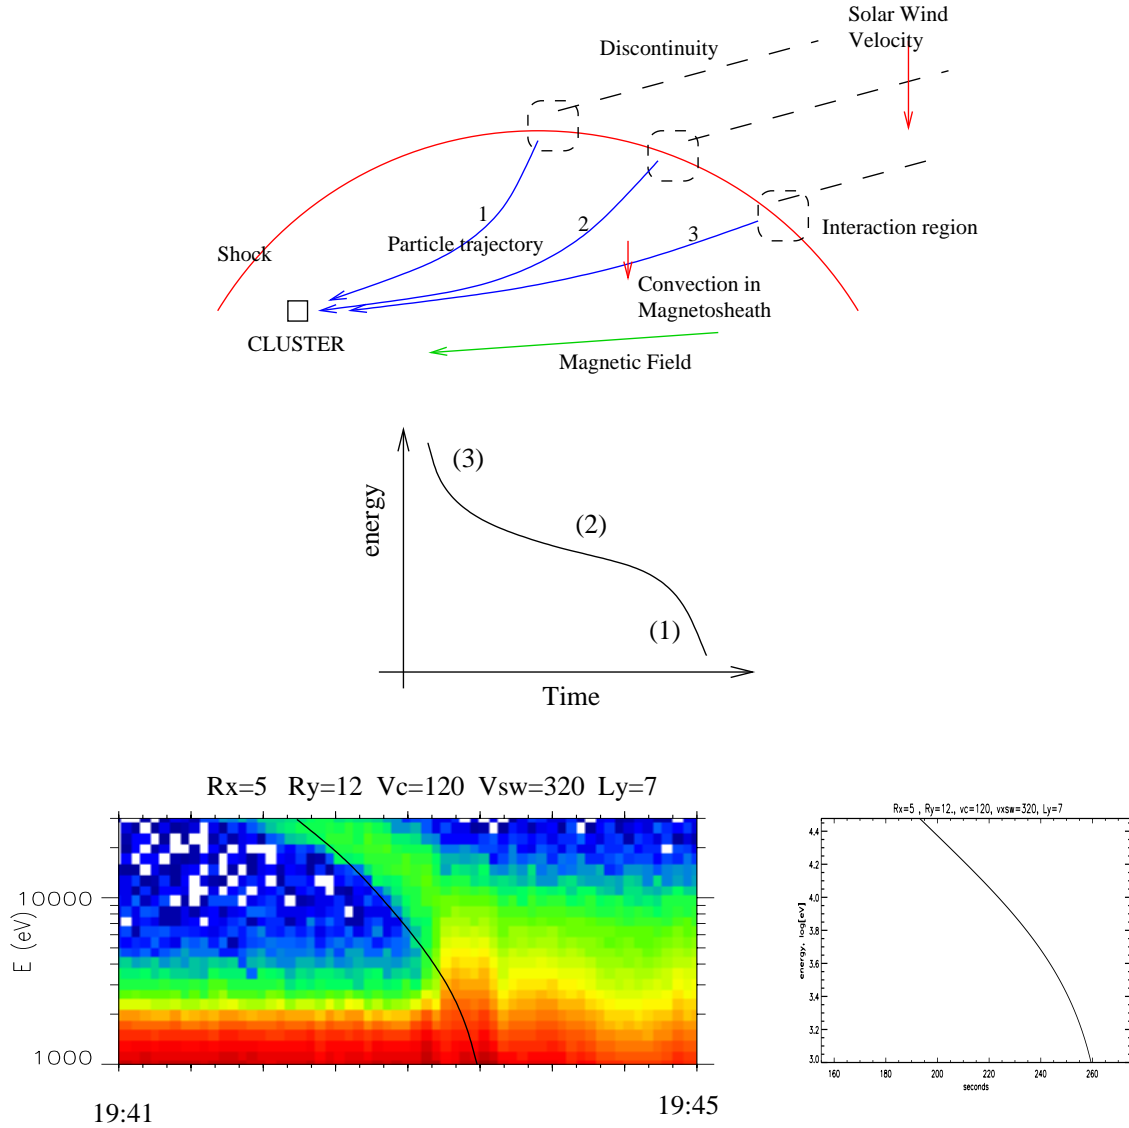 Solar Wind
Velocity
Discontinuity
1
2
3
Interaction region
Particle trajectory
Shock
Convection in
Magnetosheath
CLUSTER
Magnetic Field
energy
(3)
(2)
(1)
Time
Rx=5 Ry=12 Vc=120 Vsw=320 Ly=7
E (eV)
10000
1000
19:41
19:45
Rx=5 , Ry=12., vc=120, vxsw=320, Ly=7
energy, log[eV]
4.4
4.2
4.0
3.8
3.6
3.4
3.2
3.0
160 180 200 220 240 260
seconds